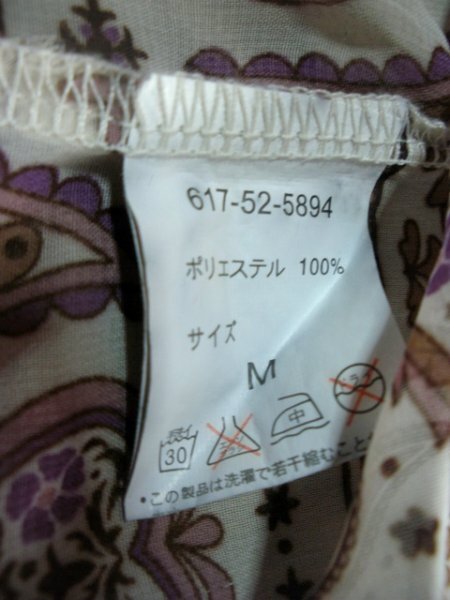 617-52-5894
ポリエステル 100%
サイズ
M
30 中
・この製品は洗濯で若干縮むこと